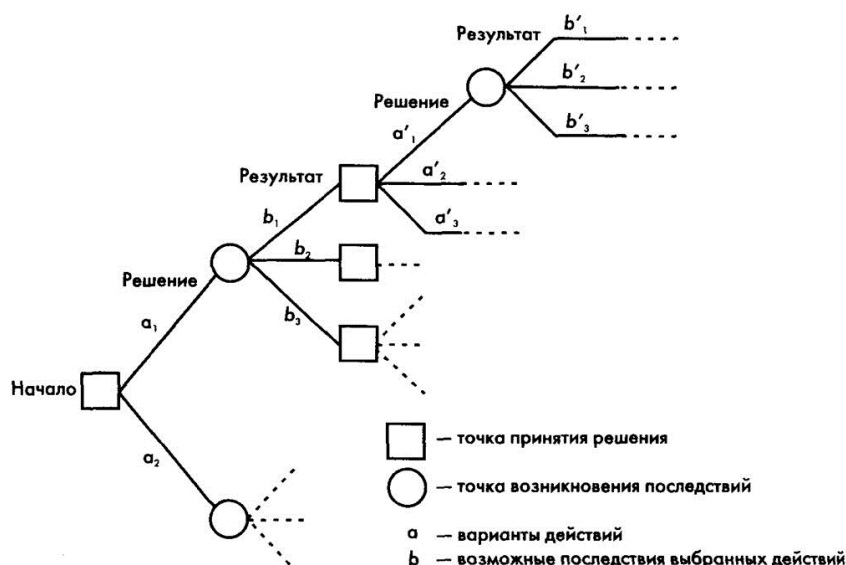 Результат
b'₁
b'₂
b'₃
Решение
a'₁
Результат
a'₂
a'₃
b₁
b₂
b₃
Решение
a₁
Начало
a₂
— точка принятия решения
— точка возникновения последствий
a — варианты действий
b — возможные последствия выбранных действий